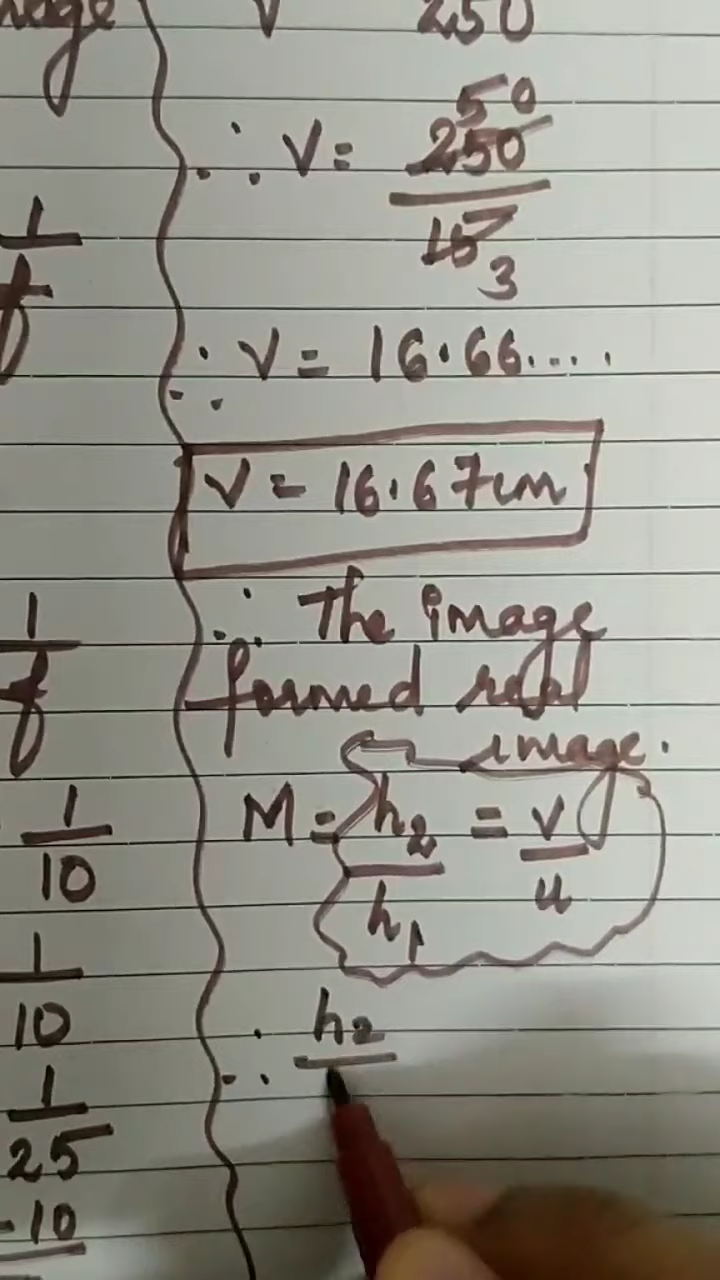 1
f
1
f
1
10
1
10
1
25
-10
V 250
∴ V = 250/15
50
3
∴ V = 16.66....
V = 16.67cm
∴ The image
formed real
image.
M = h₂/h₁ = v/u
∴ h₂